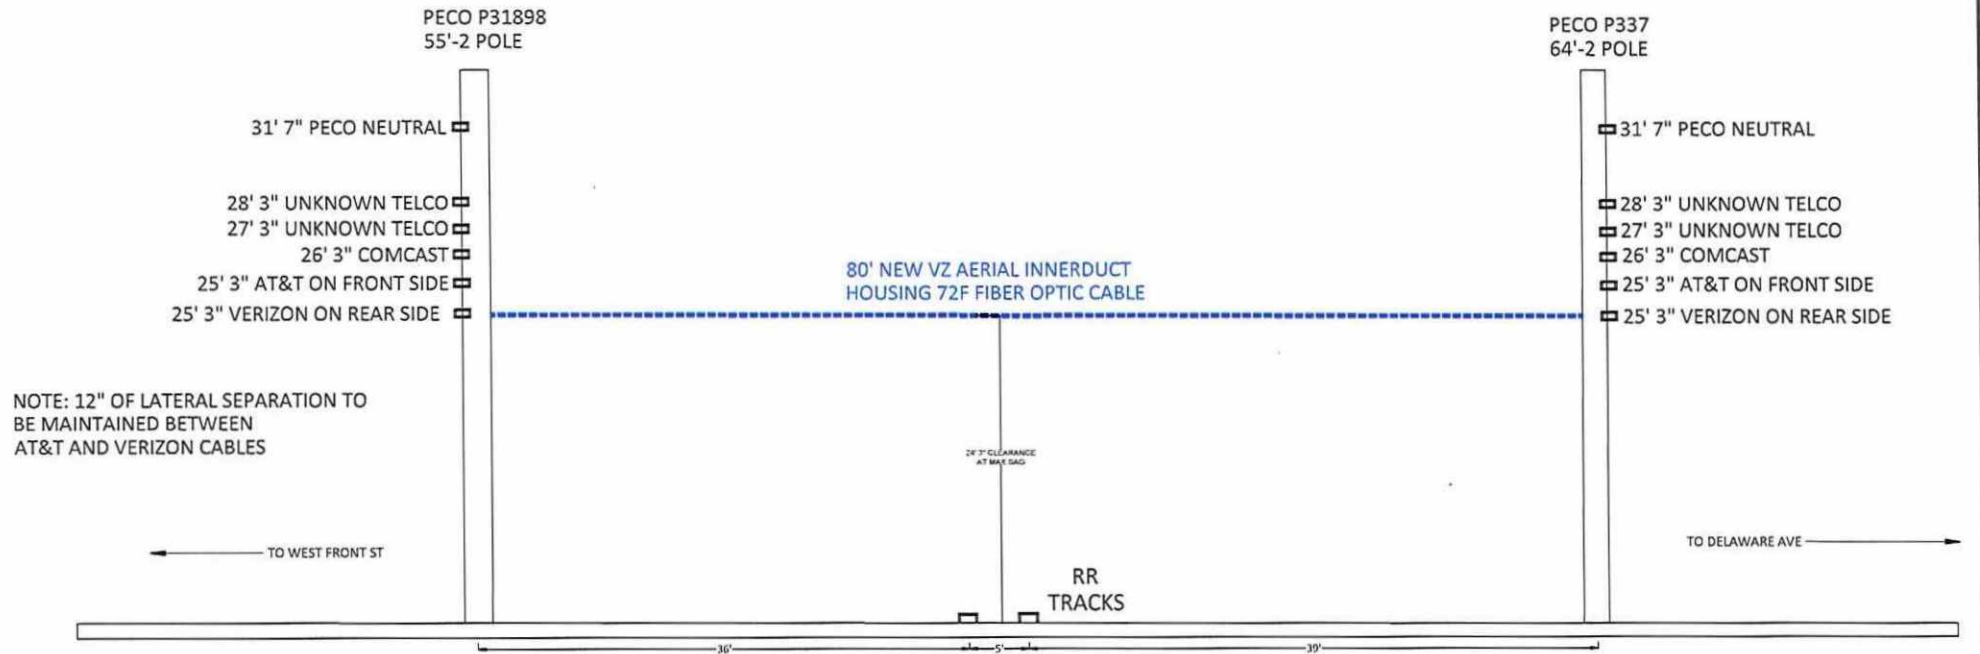 PECO P31898
55'-2 POLE
PECO P337
64'-2 POLE
31' 7" PECO NEUTRAL
28' 3" UNKNOWN TELCO
27' 3" UNKNOWN TELCO
26' 3" COMCAST
25' 3" AT&T ON FRONT SIDE
25' 3" VERIZON ON REAR SIDE
80' NEW VZ AERIAL INNERDUCT
HOUSING 72F FIBER OPTIC CABLE
31' 7" PECO NEUTRAL
28' 3" UNKNOWN TELCO
27' 3" UNKNOWN TELCO
26' 3" COMCAST
25' 3" AT&T ON FRONT SIDE
25' 3" VERIZON ON REAR SIDE
NOTE: 12" OF LATERAL SEPARATION TO
BE MAINTAINED BETWEEN
AT&T AND VERIZON CABLES
CLEARANCE
AT MAX SAG
TO WEST FRONT ST
TO DELAWARE AVE
RR
TRACKS
36'
5'
39'